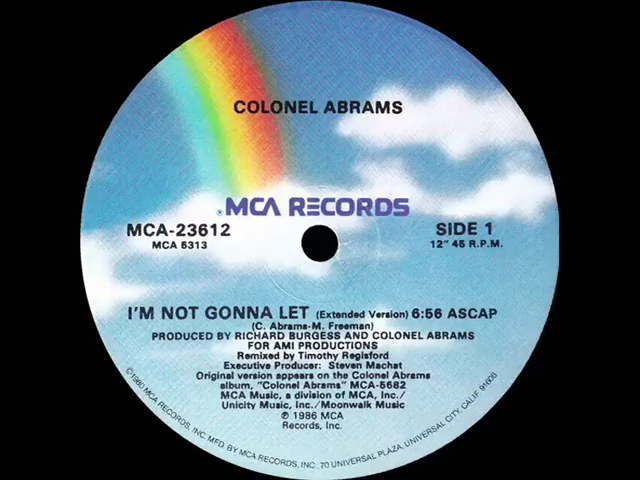 COLONEL ABRAMS
® MCA RECORDS
MCA-23612
MCA 5313
SIDE 1
12" 45 R.P.M.
I'M NOT GONNA LET (Extended Version) 6:56 ASCAP
(C. Abrams-M. Freeman)
PRODUCED BY RICHARD BURGESS AND COLONEL ABRAMS
FOR AMI PRODUCTIONS
Remixed by Timothy Regisford
Executive Producer: Steven Machat
Original version appears on the Colonel Abrams
album, "Colonel Abrams" MCA-5682
MCA Music, a division of MCA, Inc./
Unicity Music, Inc./Moonwalk Music
℗ 1986 MCA
Records, Inc.
©1980 MCA RECORDS, INC. MFD. BY MCA RECORDS, INC., 70 UNIVERSAL PLAZA, UNIVERSAL CITY, CALIF. 91608